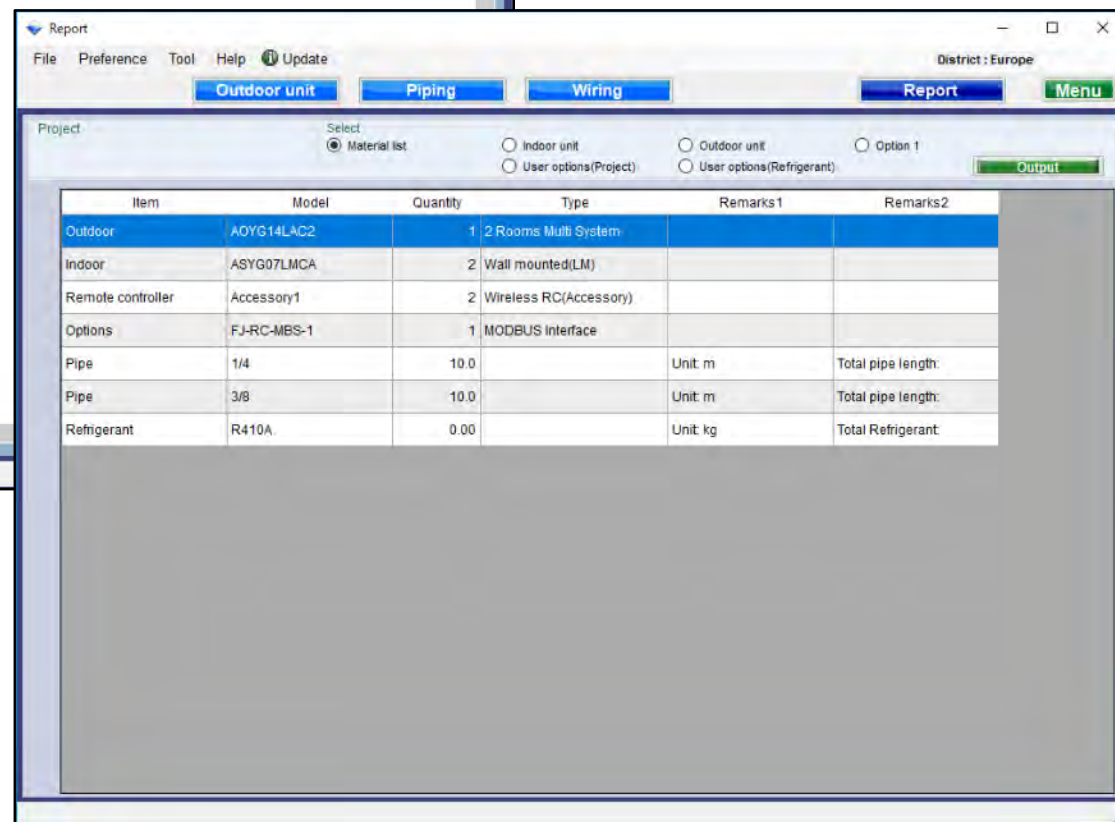 Report
File Preference Tool Help Update District : Europe
Outdoor unit Piping Wiring Report Menu
Project Select
Material list Indoor unit Outdoor unit Option 1
User options(Project) User options(Refrigerant) Output
Item Model Quantity Type Remarks1 Remarks2
Outdoor AOYG14LAC2 1 2 Rooms Multi System
Indoor ASYG07LMCA 2 Wall mounted(LM)
Remote controller Accessory1 2 Wireless RC(Accessory)
Options FJ-RC-MBS-1 1 MODBUS Interface
Pipe 1/4 10.0 Unit: m Total pipe length:
Pipe 3/8 10.0 Unit: m Total pipe length:
Refrigerant R410A 0.00 Unit: kg Total Refrigerant: